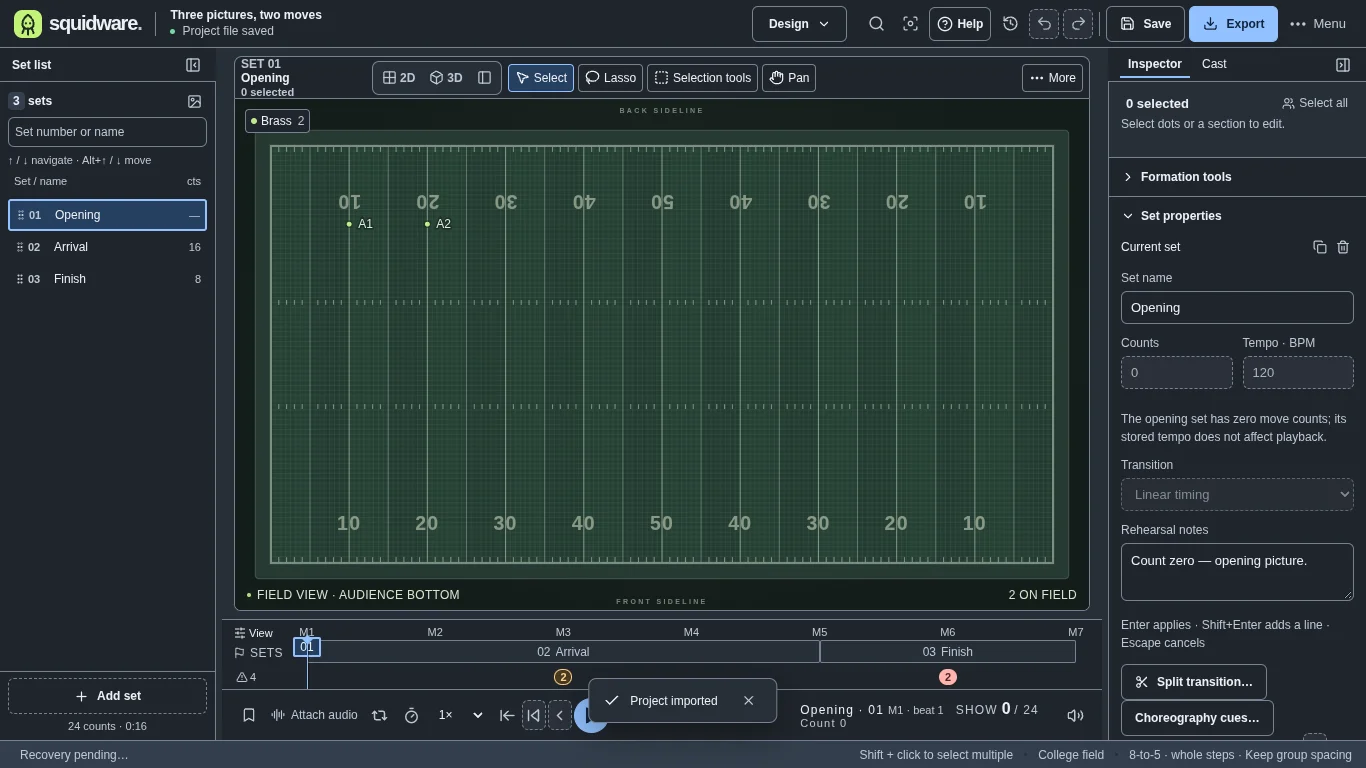 squidware.
Three pictures, two moves
Project file saved
Design
Help
Save
Export
Menu
Set list
3 sets
Set number or name
↑ / ↓ navigate · Alt+↑ / ↓ move
Set / name cts
01 Opening —
02 Arrival 16
03 Finish 8
Add set
24 counts · 0:16
SET 01
Opening
0 selected
2D 3D
Select
Lasso
Selection tools
Pan
More
Brass 2
BACK SIDELINE
10 20 30 40 50 40 30 20 10
A1 A2
10 20 30 40 50 40 30 20 10
FIELD VIEW · AUDIENCE BOTTOM
FRONT SIDELINE
2 ON FIELD
View M1 M2 M3 M4 M5 M6 M7
SETS 01 02 Arrival 03 Finish
4 2 2
Attach audio
1×
Project imported
Opening · 01 M1 · beat 1 SHOW 0 / 24
Count 0
Inspector Cast
0 selected Select all
Select dots or a section to edit.
Formation tools
Set properties
Current set
Set name
Opening
Counts Tempo · BPM
0 120
The opening set has zero move counts; its
stored tempo does not affect playback.
Transition
Linear timing
Rehearsal notes
Count zero — opening picture.
Enter applies · Shift+Enter adds a line ·
Escape cancels
Split transition…
Choreography cues…
Recovery pending…
Shift + click to select multiple · College field · 8-to-5 · whole steps · Keep group spacing